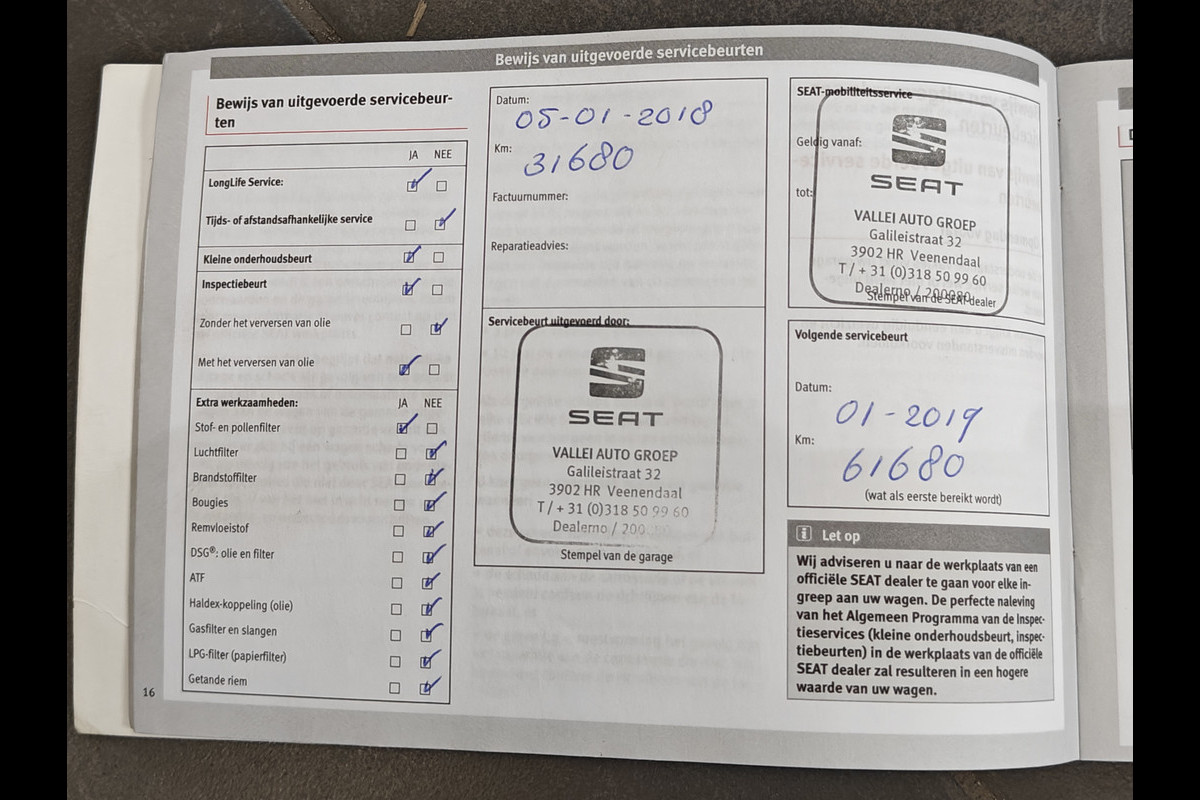 Bewijs van uitgevoerde servicebeurten
Bewijs van uitgevoerde servicebeur-
ten
JA NEE
LongLife Service:
Tijds- of afstandsafhankelijke service
Kleine onderhoudsbeurt
Inspectiebeurt
Zonder het verversen van olie
Met het verversen van olie
Extra werkzaamheden: JA NEE
Stof- en pollenfilter
Luchtfilter
Brandstoffilter
Bougies
Remvloeistof
DSG®: olie en filter
ATF
Haldex-koppeling (olie)
Gasfilter en slangen
LPG-filter (papierfilter)
Getande riem
16
Datum:
05-01-2018
Km:
31680
Factuurnummer:
Reparatieadvies:
Servicebeurt uitgevoerd door:
SEAT
VALLEI AUTO GROEP
Galileistraat 32
3902 HR Veenendaal
T / + 31 (0)318 50 99 60
Dealerno / 200080
Stempel van de garage
SEAT-mobiliteitsservice
Geldig vanaf:
tot:
SEAT
VALLEI AUTO GROEP
Galileistraat 32
3902 HR Veenendaal
T / + 31 (0)318 50 99 60
Dealerno / 200080
Stempel van de SEAT-dealer
Volgende servicebeurt
Datum:
01-2019
Km:
61680
(wat als eerste bereikt wordt)
i Let op
Wij adviseren u naar de werkplaats van een
officiële SEAT dealer te gaan voor elke in-
greep aan uw wagen. De perfecte naleving
van het Algemeen Programma van de Inspec-
tieservices (kleine onderhoudsbeurt, inspec-
tiebeurten) in de werkplaats van de officiële
SEAT dealer zal resulteren in een hogere
waarde van uw wagen.